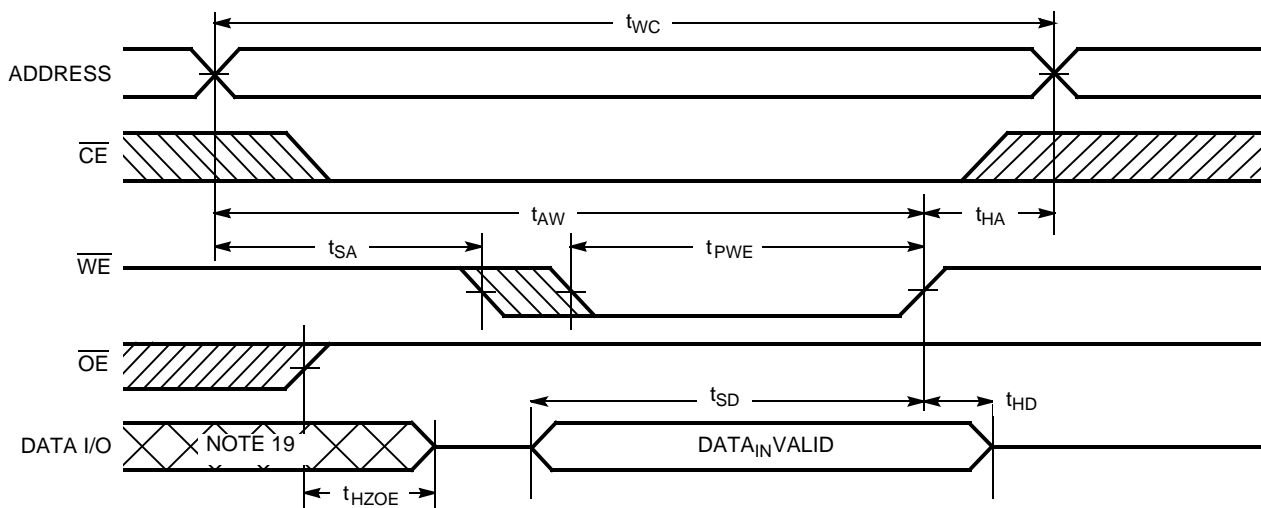 tWC
ADDRESS
CE
tAW
tHA
tSA
tPWE
WE
OE
tSD
tHD
DATA I/O
NOTE 19
DATAINVALID
tHZOE